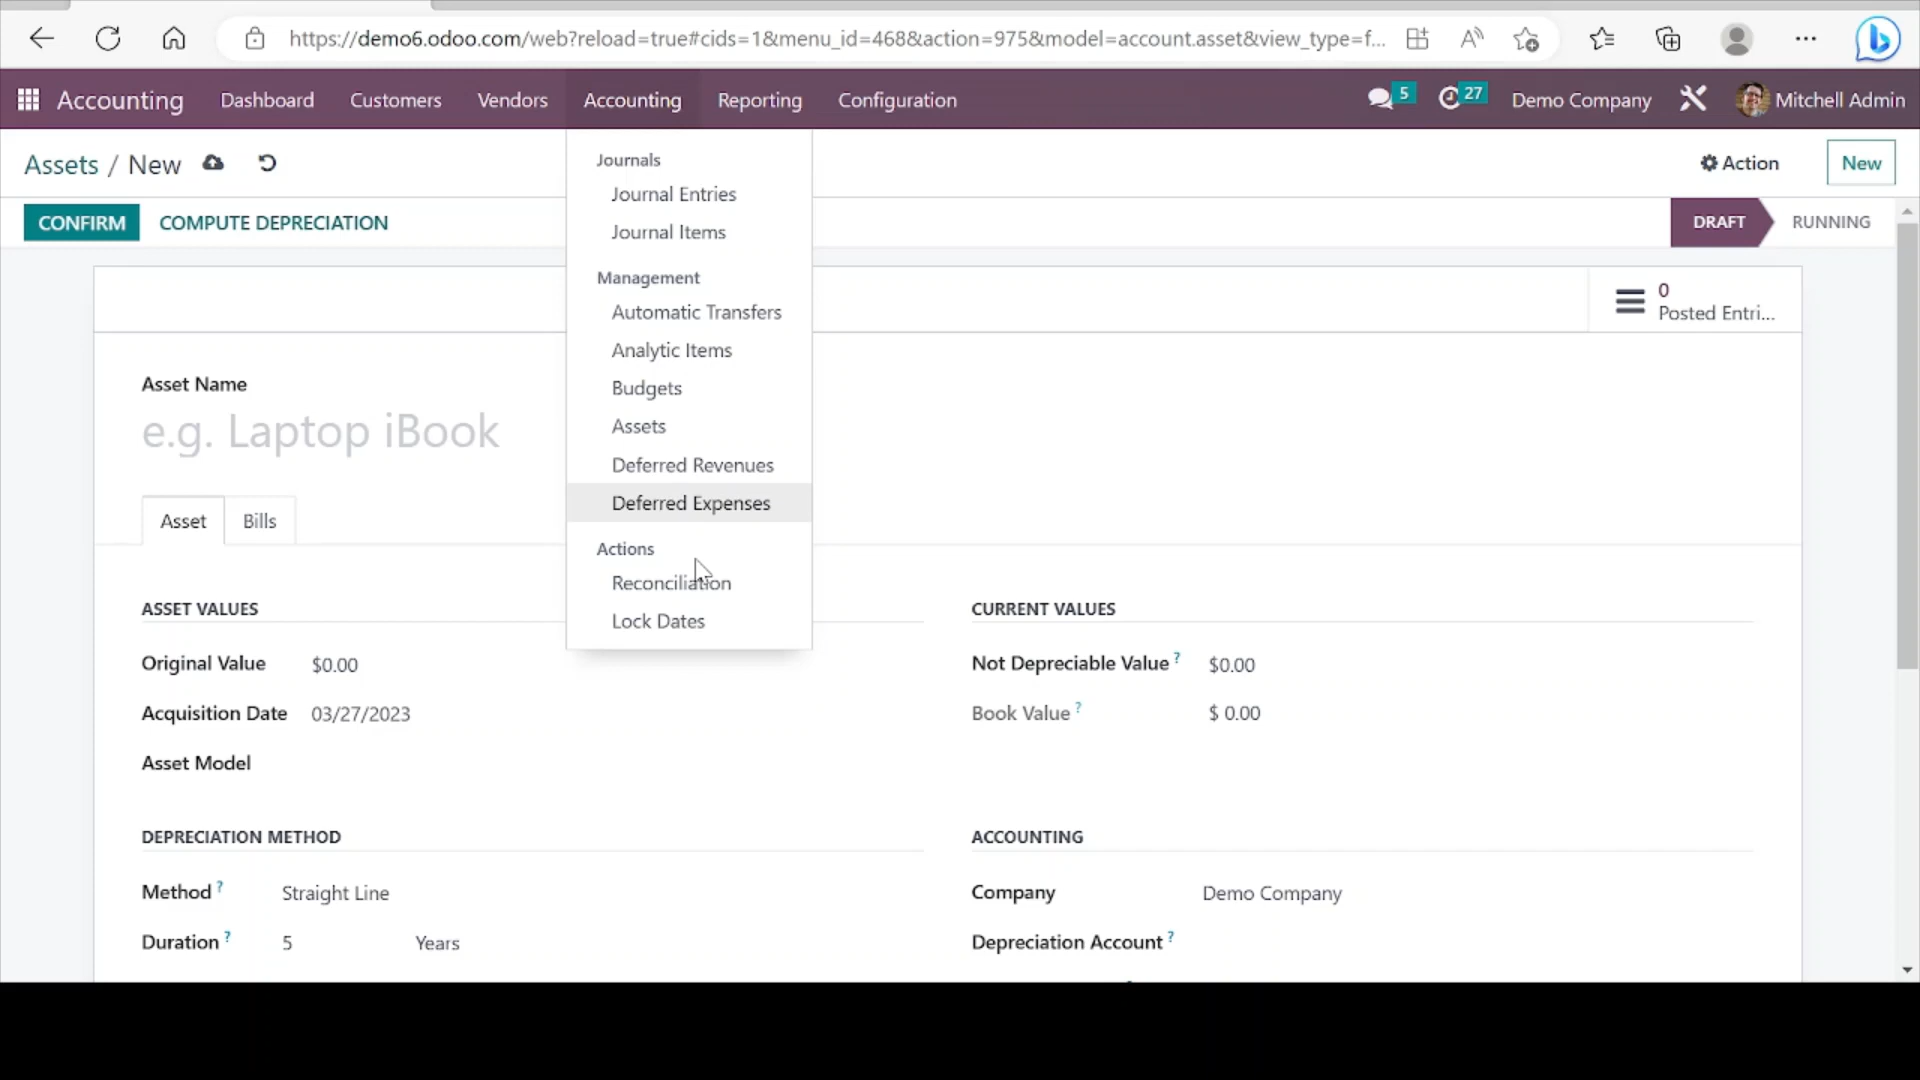 https://demo6.odoo.com/web?reload=true#cids=1&menu_id=468&action=975&model=account.asset&view_type=f...
Accounting Dashboard Customers Vendors Accounting Reporting Configuration 5 27 Demo Company Mitchell Admin
Assets / New Action New
CONFIRM COMPUTE DEPRECIATION DRAFT RUNNING
Journals
Journal Entries
Journal Items
Management
Automatic Transfers
Analytic Items
Budgets
Assets
Deferred Revenues
Deferred Expenses
Actions
Reconciliation
Lock Dates
0
Posted Entri...
Asset Name
e.g. Laptop iBook
Asset Bills
ASSET VALUES
Original Value $0.00
Acquisition Date 03/27/2023
Asset Model
CURRENT VALUES
Not Depreciable Value ? $0.00
Book Value ? $ 0.00
DEPRECIATION METHOD
Method ? Straight Line
Duration ? 5 Years
ACCOUNTING
Company Demo Company
Depreciation Account ?